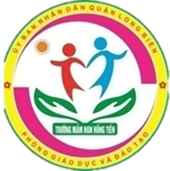 ỦY BAN NHÂN DÂN QUẬN LONG BIÊN
TRƯỜNG MẦM NON HỒNG TIẾN
PHÒNG GIÁO DỤC VÀ ĐÀO TẠO